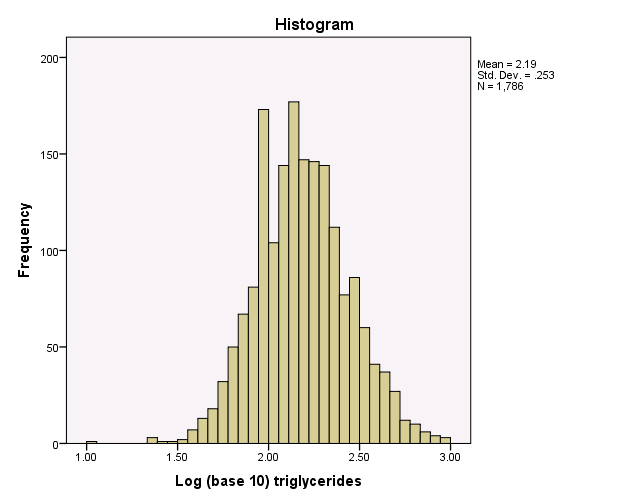 Histogram
Mean = 2.19
Std. Dev. = .253
N = 1,786
Frequency
200
150
100
50
0
1.00 1.50 2.00 2.50 3.00
Log (base 10) triglycerides